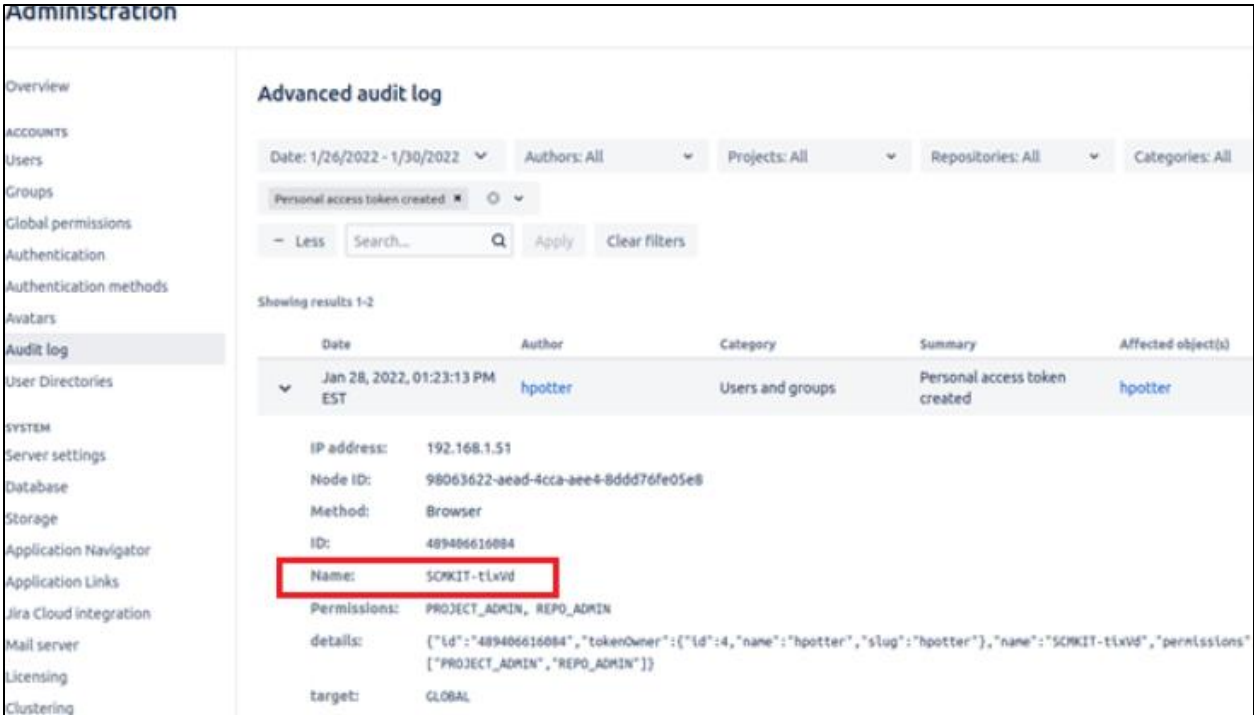 Administration
Overview
ACCOUNTS
Users
Groups
Global permissions
Authentication
Authentication methods
Avatars
Audit log
User Directories
SYSTEM
Server settings
Database
Storage
Application Navigator
Application Links
Jira Cloud integration
Mail server
Licensing
Clustering
Advanced audit log
Date: 1/26/2022 - 1/30/2022 Authors: All Projects: All Repositories: All Categories: All
Personal access token created
− Less Search... Apply Clear filters
Showing results 1-2
Date Author Category Summary Affected object(s)
Jan 28, 2022, 01:23:13 PM EST hpotter Users and groups Personal access token created hpotter
IP address: 192.168.1.51
Node ID: 98063622-aead-4cca-aee4-8ddd76fe05e8
Method: Browser
ID: 489406616084
Name: SCMKIT-tixVd
Permissions: PROJECT_ADMIN, REPO_ADMIN
details: {"id":"489406616084","tokenOwner":{"id":4,"name":"hpotter","slug":"hpotter"},"name":"SCMKIT-tixVd","permissions"
["PROJECT_ADMIN","REPO_ADMIN"]}
target: GLOBAL